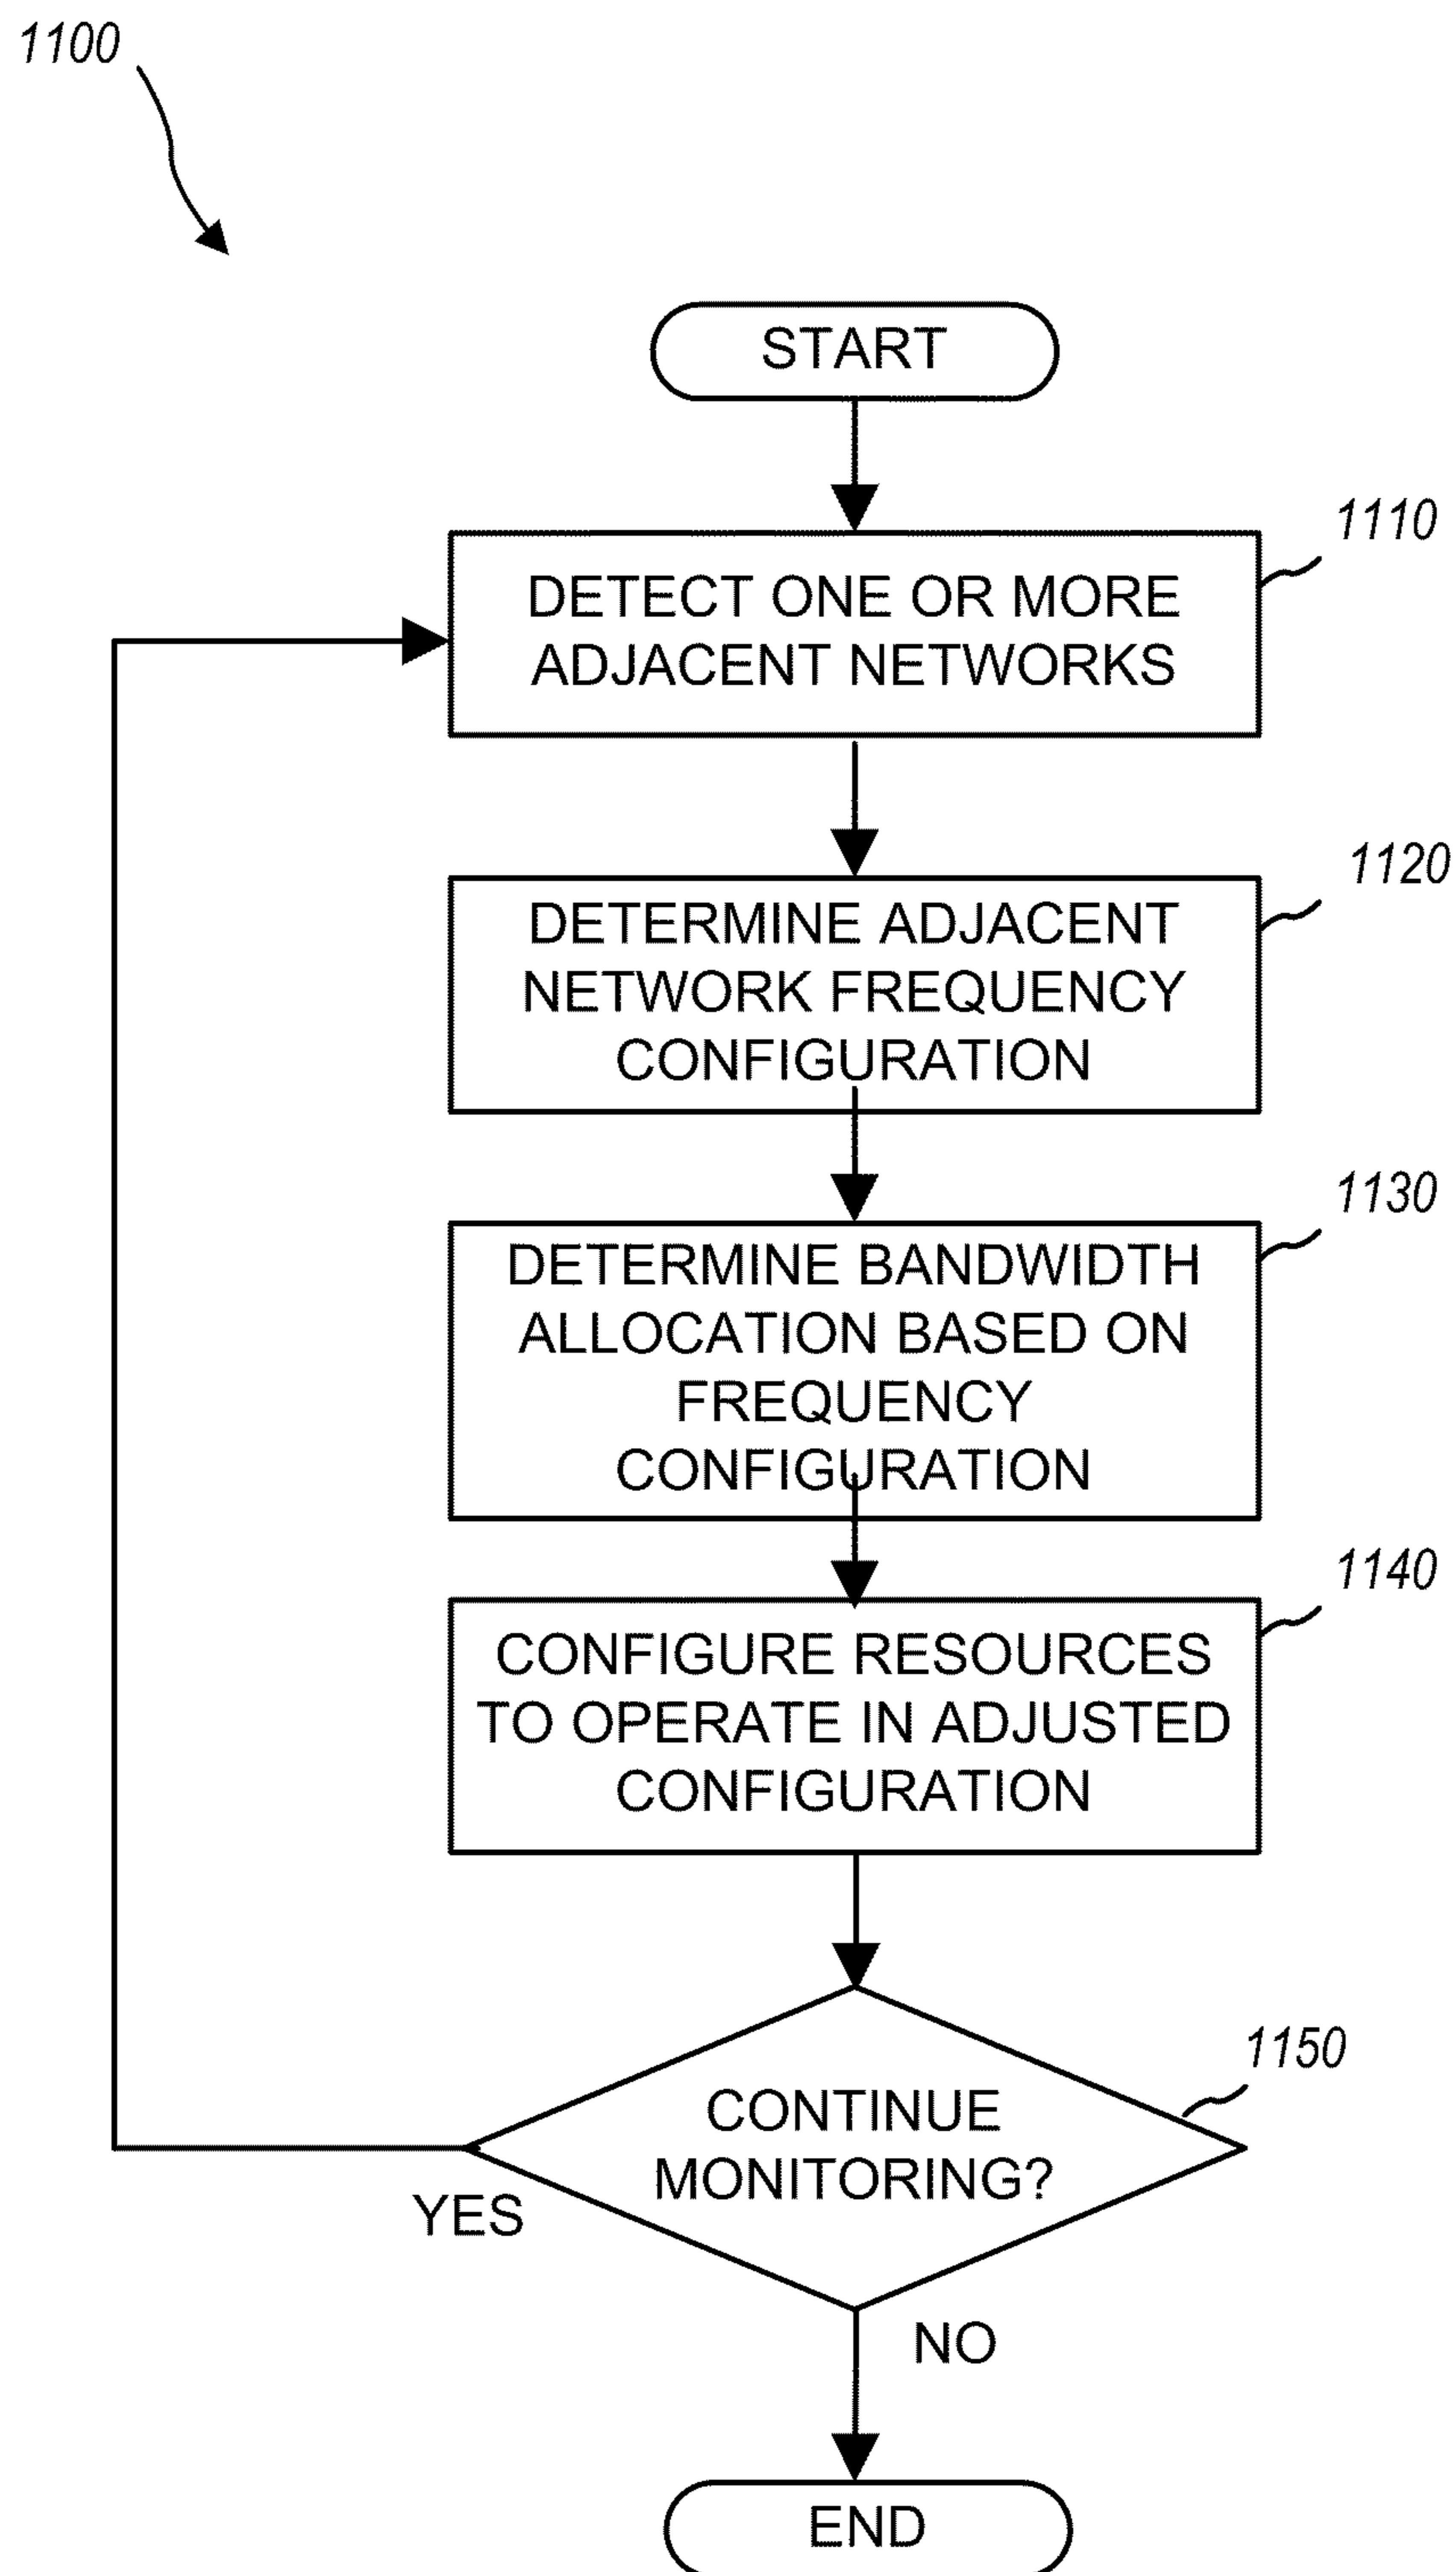 1100
START
1110
DETECT ONE OR MORE
ADJACENT NETWORKS
1120
DETERMINE ADJACENT
NETWORK FREQUENCY
CONFIGURATION
1130
DETERMINE BANDWIDTH
ALLOCATION BASED ON
FREQUENCY
CONFIGURATION
1140
CONFIGURE RESOURCES
TO OPERATE IN ADJUSTED
CONFIGURATION
1150
CONTINUE
MONITORING?
YES
NO
END